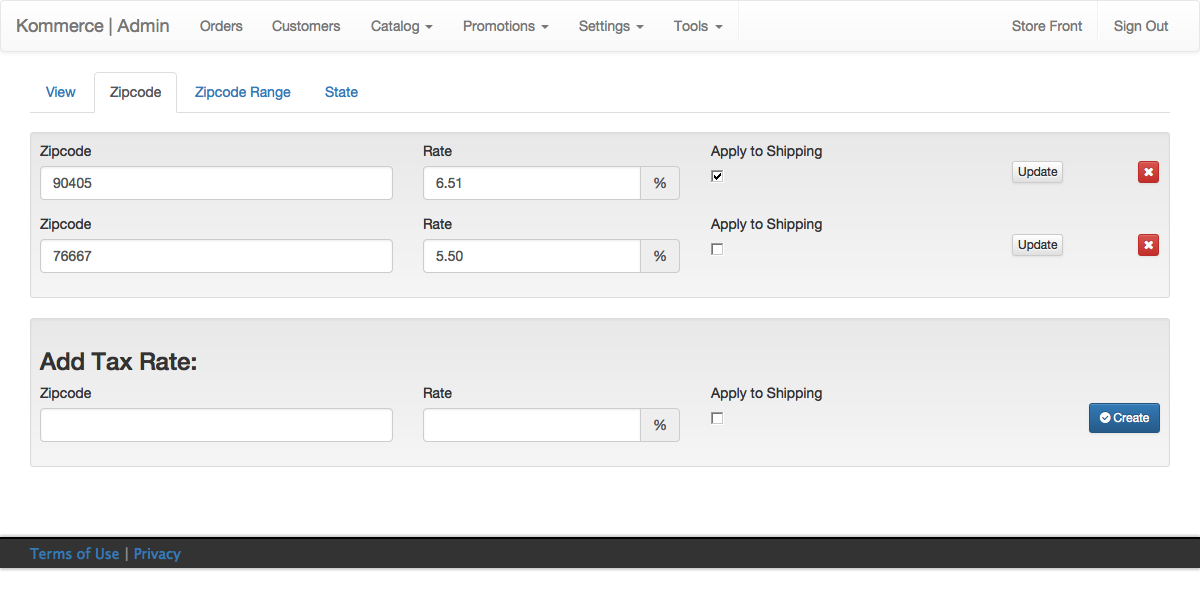 Kommerce | Admin Orders Customers Catalog Promotions Settings Tools Store Front Sign Out
View Zipcode Zipcode Range State
Zipcode Rate Apply to Shipping
90405 6.51 % Update
Zipcode Rate Apply to Shipping
76667 5.50 % Update
Add Tax Rate:
Zipcode Rate Apply to Shipping
% Create
Terms of Use | Privacy